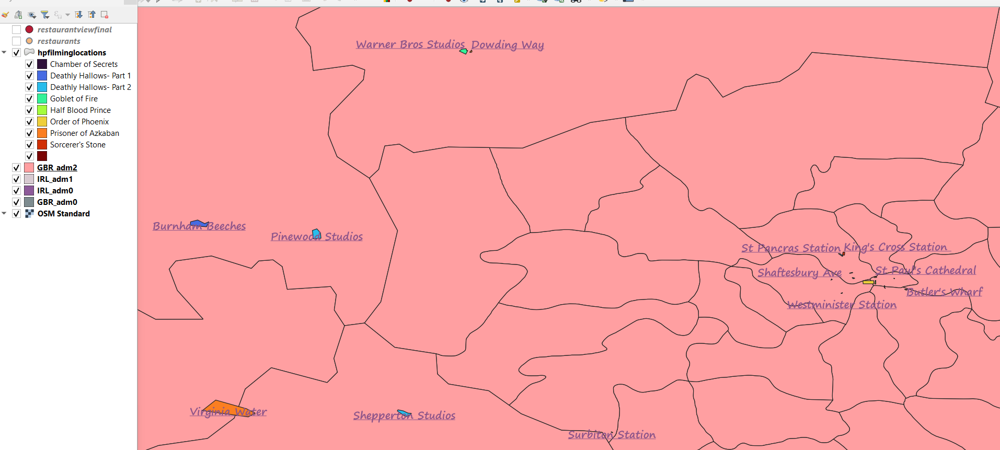 restaurantviewfinal
restaurants
hpfilminglocations
Chamber of Secrets
Deathly Hallows- Part 1
Deathly Hallows- Part 2
Goblet of Fire
Half Blood Prince
Order of Phoenix
Prisoner of Azkaban
Sorcerer's Stone
GBR_adm2
IRL_adm1
IRL_adm0
GBR_adm0
OSM Standard
Warner Bros Studios Dowding Way
Burnham Beeches
Pinewood Studios
St Pancras Station King's Cross Station
Shaftesbury Ave
St Paul's Cathedral
Butler's Wharf
Westminister Station
Virginia Water
Shepperton Studios
Surbiton Station